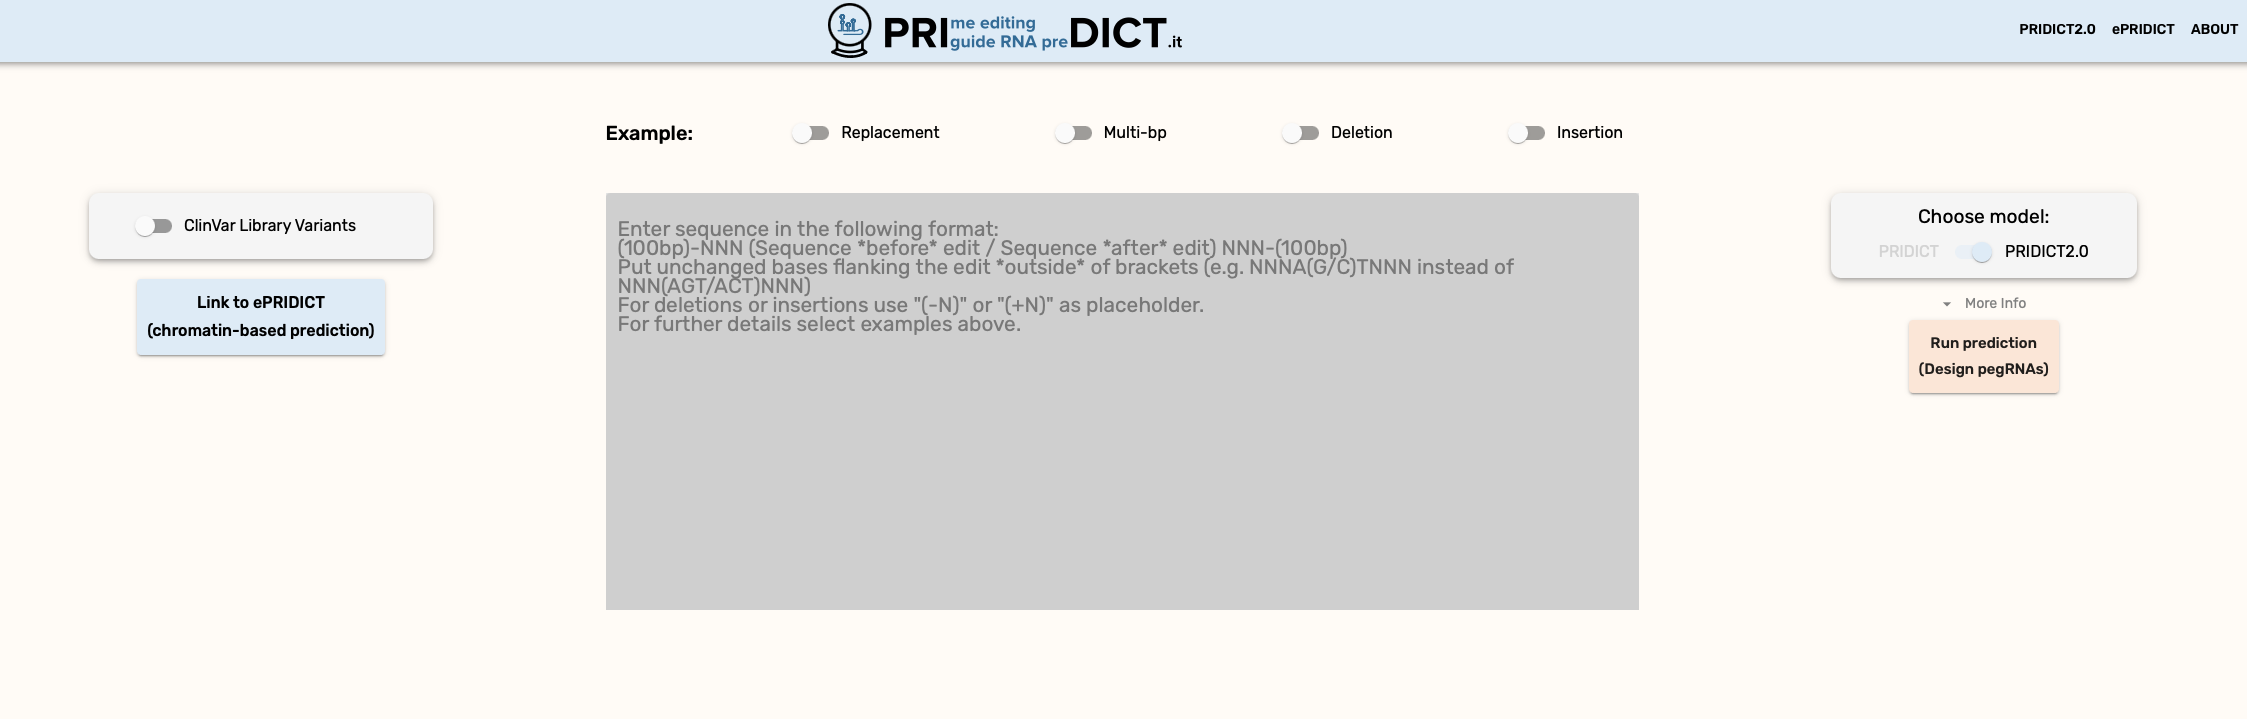 PRIme editing guide RNA preDICT.it
PRIDICT2.0 ePRIDICT ABOUT
Example: Replacement Multi-bp Deletion Insertion
ClinVar Library Variants
Link to ePRIDICT
(chromatin-based prediction)
Enter sequence in the following format:
(100bp)-NNN (Sequence *before* edit / Sequence *after* edit) NNN-(100bp)
Put unchanged bases flanking the edit *outside* of brackets (e.g. NNNA(G/C)TNNN instead of
NNN(AGT/ACT)NNN)
For deletions or insertions use "(-N)" or "(+N)" as placeholder.
For further details select examples above.
Choose model:
PRIDICT PRIDICT2.0
More Info
Run prediction
(Design pegRNAs)